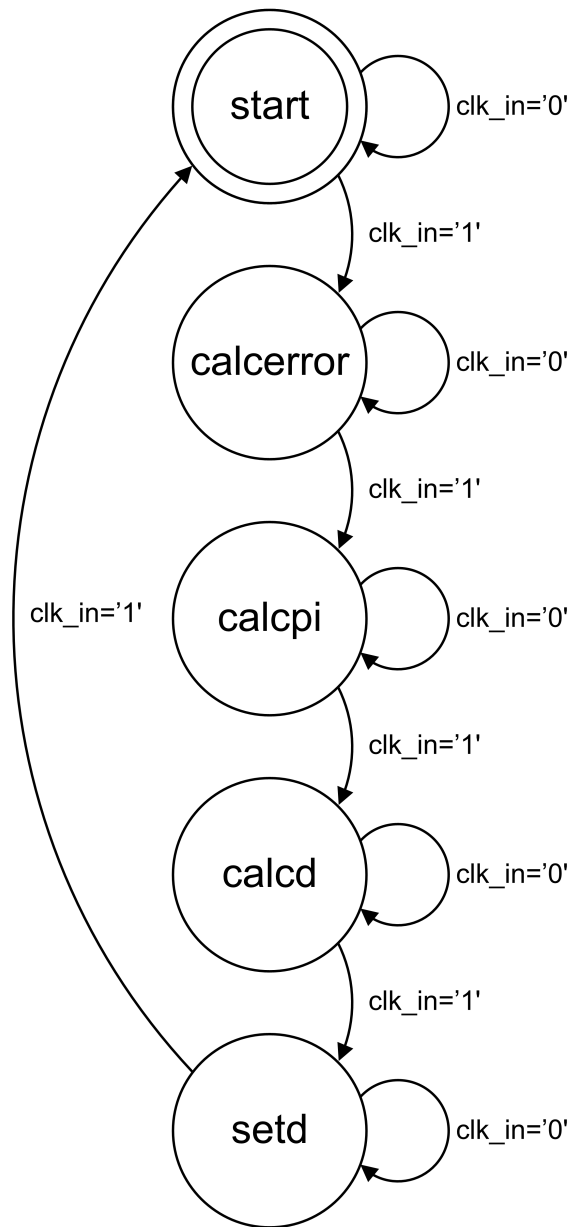 start
clk_in=’0'
clk_in=’1'
calcerror
clk_in=’0'
clk_in=’1'
calcpi
clk_in=’0'
clk_in=’1'
clk_in=’1'
calcd
clk_in=’0'
clk_in=’1'
setd
clk_in=’0'